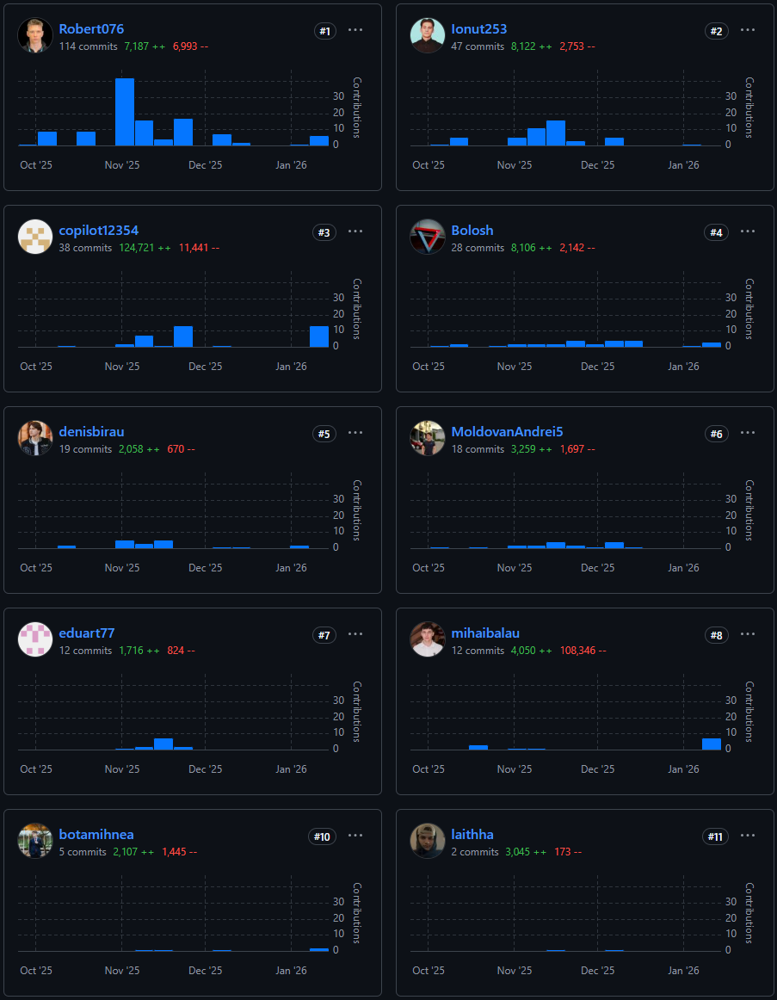 Robert076 #1 ···
114 commits 7,187 ++ 6,993 --
Contributions
30
20
10
0
Oct '25 Nov '25 Dec '25 Jan '26
Ionut253 #2 ···
47 commits 8,122 ++ 2,753 --
Contributions
30
20
10
0
Oct '25 Nov '25 Dec '25 Jan '26
copilot12354 #3 ···
38 commits 124,721 ++ 11,441 --
Contributions
30
20
10
0
Oct '25 Nov '25 Dec '25 Jan '26
Bolosh #4 ···
28 commits 8,106 ++ 2,142 --
Contributions
30
20
10
0
Oct '25 Nov '25 Dec '25 Jan '26
denisbirau #5 ···
19 commits 2,058 ++ 670 --
Contributions
30
20
10
0
Oct '25 Nov '25 Dec '25 Jan '26
MoldovanAndrei5 #6 ···
18 commits 3,259 ++ 1,697 --
Contributions
30
20
10
0
Oct '25 Nov '25 Dec '25 Jan '26
eduart77 #7 ···
12 commits 1,716 ++ 824 --
Contributions
30
20
10
0
Oct '25 Nov '25 Dec '25 Jan '26
mihaibalau #8 ···
12 commits 4,050 ++ 108,346 --
Contributions
30
20
10
0
Oct '25 Nov '25 Dec '25 Jan '26
botamihnea #10 ···
5 commits 2,107 ++ 1,445 --
Contributions
30
20
10
0
Oct '25 Nov '25 Dec '25 Jan '26
laithha #11 ···
2 commits 3,045 ++ 173 --
Contributions
30
20
10
0
Oct '25 Nov '25 Dec '25 Jan '26